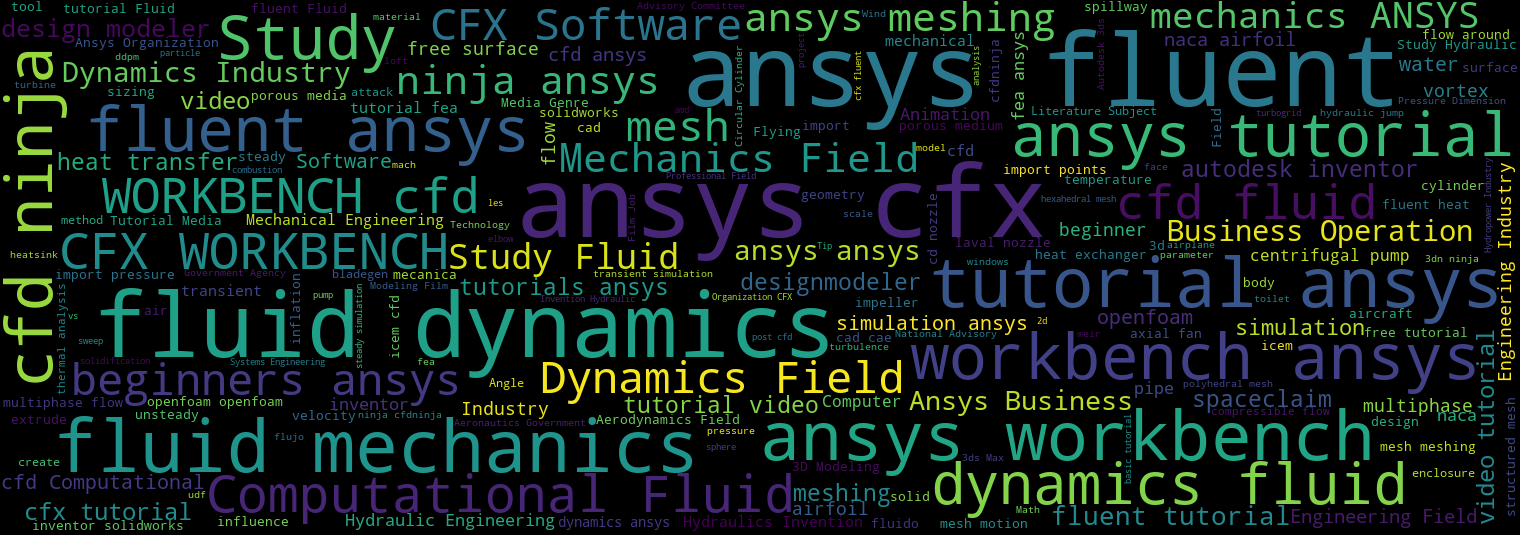 tool
tutorial Fluid
fluent Fluid
material
CFX Software
Advisory Committee
ansys meshing
Wind
spillway
mechanics ANSYS
design modeler
Study
Ansys Organization
free surface
cfd ansys
mechanical
ansys
fluent
naca airfoil
flow around
Study Hydraulic
ddpm
particle
loft
project
cfx fluent
analysis
cfdninja
fea ansys
Autodesk 3ds
water
surface
Dynamics Industry
turbine
sizing
ninja ansys
attack
porous media
video
tutorial fea
Media Genre
solidworks
cad
and
Circular Cylinder
Animation
porous medium
Literature Subject
vortex
Pressure Dimension
turbogrid
hydraulic jump
cfd ninja
fluent ansys
flow
mesh
Flying
import
ansys tutorial
Field
heat transfer
steady
Software
mach
combustion
Mechanics Field
model
cfd
import points
face
autodesk inventor
Engineering Industry
Hydropower Industry
WORKBENCH cfd
les
ansys cfx
Professional Field
geometry
scale
temperature
hexahedral mesh
cfd fluid
cylinder
fluent heat
method
Tutorial Media
Mechanical Engineering
Technology
elbow
Film Job
cd nozzle
laval nozzle
beginner
Business Operation
heatsink
CFX WORKBENCH
Study Fluid
ansys
Tip
ansys
windows
heat exchanger
3d
airplane
parameter
centrifugal pump
3dn ninja
import pressure
Government Agency
bladegen
mecanica
transient simulation
thermal analysis
transient
inflation
pump
Modeling Film
steady simulation
tutorials ansys
Invention Hydraulic
Organization CFX
designmodeler
impeller
tutorial ansys
body
toilet
vs
air
fluid dynamics
icem cfd
simulation ansys
2d
openfoam
aircraft
sweep
post cfd
cad cae
National Advisory
weir
axial fan
simulation
free tutorial
solidification
Systems Engineering
fea
turbulence
workbench ansys
icem
video tutorial
beginners ansys
Angle
Dynamics Field
pipe
polyhedral mesh
spaceclaim
multiphase flow
openfoam openfoam
inventor
Industry
tutorial video
Computer
Ansys Business
multiphase
naca
extrude
unsteady
velocity
ninja cfdninja
Aeronautics Government
Aerodynamics Field
compressible flow
design
structured mesh
fluid mechanics
flujo
pressure
sphere
ansys workbench
basic tutorial
mesh meshing
create
3D Modeling
3ds Max
enclosure
cfd Computational
udf
Computational Fluid
meshing
solid
dynamics fluid
cfx tutorial
airfoil
Math
fluent tutorial
Engineering Field
inventor solidworks
influence
Hydraulic Engineering
dynamics ansys
Hydraulics Invention
fluido
mesh motion